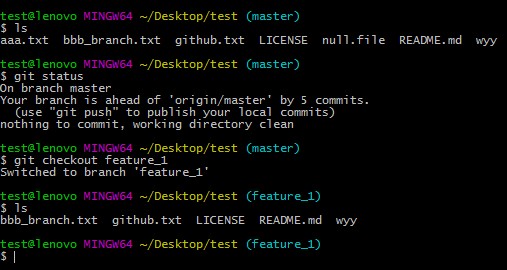 test@lenovo MINGW64 ~/Desktop/test (master)
$ ls
aaa.txt  bbb_branch.txt  github.txt  LICENSE  null.file  README.md  wyy
test@lenovo MINGW64 ~/Desktop/test (master)
$ git status
On branch master
Your branch is ahead of 'origin/master' by 5 commits.
  (use "git push" to publish your local commits)
nothing to commit, working directory clean
test@lenovo MINGW64 ~/Desktop/test (master)
$ git checkout feature_1
Switched to branch 'feature_1'
test@lenovo MINGW64 ~/Desktop/test (feature_1)
$ ls
bbb_branch.txt  github.txt  LICENSE  README.md  wyy
test@lenovo MINGW64 ~/Desktop/test (feature_1)
$